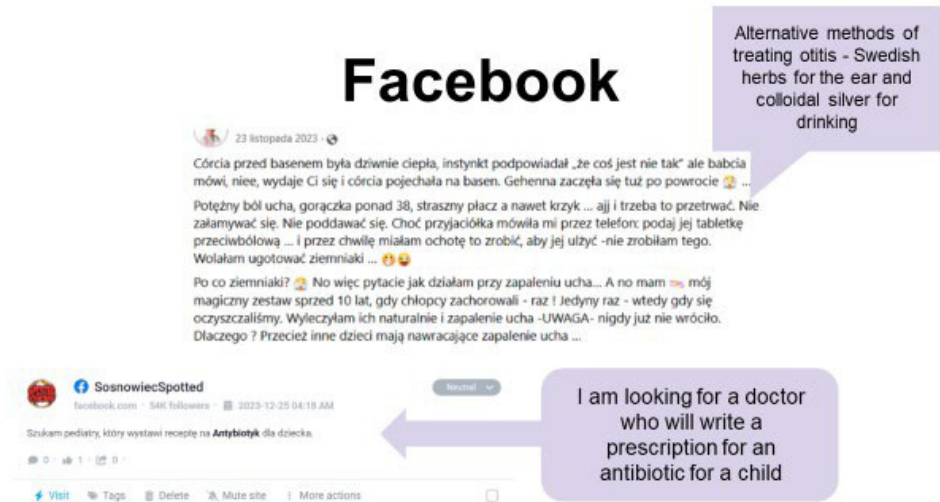 Facebook
Alternative methods of
treating otitis - Swedish
herbs for the ear and
colloidal silver for
drinking
23 listopada 2023 ·
Córcia przed basenem była dziwnie ciepła, instynkt podpowiadał „że coś jest nie tak" ale babcia
mówi, niee, wydaje Ci się i córcia pojechała na basen. Gehenna zaczęła się tuż po powrocie ...
Potężny ból ucha, gorączka ponad 38, straszny płacz a nawet krzyk ... ajj i trzeba to przetrwać. Nie
załamywać się. Nie poddawać się. Choć przyjaciółka mówiła mi przez telefon: podaj jej tabletkę
przeciwbólową ... i przez chwilę miałam ochotę to zrobić, aby jej ulżyć -nie zrobiłam tego.
Wolałam ugotować ziemniaki ...
Po co ziemniaki? No więc pytacie jak działam przy zapaleniu ucha... A no mam mój
magiczny zestaw sprzed 10 lat, gdy chłopcy zachorowali - raz ! Jedyny raz - wtedy gdy się
oczyszczaliśmy. Wyleczyłam ich naturalnie i zapalenie ucha -UWAGA- nigdy już nie wróciło.
Dlaczego ? Przecież inne dzieci mają nawracające zapalenie ucha ...
SosnowiecSpotted
Neutral
facebook.com · 54K followers · 2023-12-25 04:18 AM
Szukam pediatry, który wystawi receptę na Antybiotyk dla dziecka.
0 · 1 · 0 ·
Visit Tags Delete Mute site More actions
I am looking for a doctor
who will write a
prescription for an
antibiotic for a child